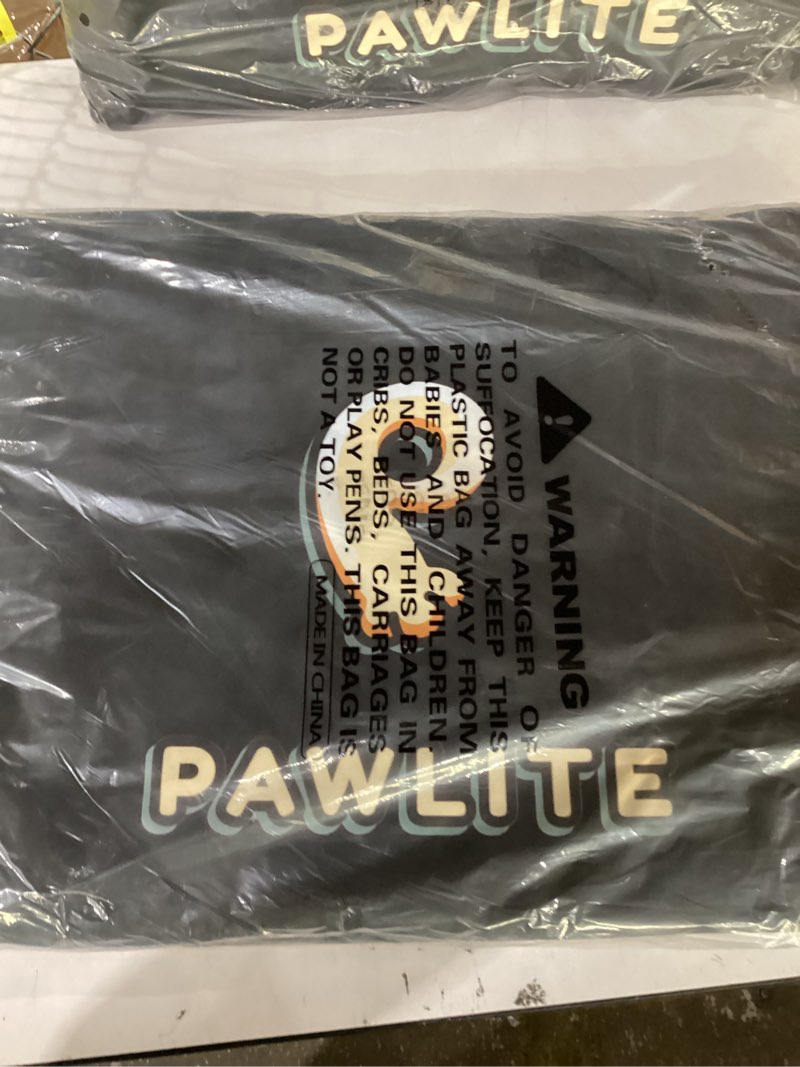 PAWLITE
WARNING
TO AVOID DANGER OF
SUFFOCATION, KEEP THIS
PLASTIC BAG AWAY FROM
BABIES AND CHILDREN.
DO NOT USE THIS BAG IN
CRIBS, BEDS, CARRIAGES
OR PLAY PENS. THIS BAG IS
NOT A TOY.
MADE IN CHINA
PAWLITE